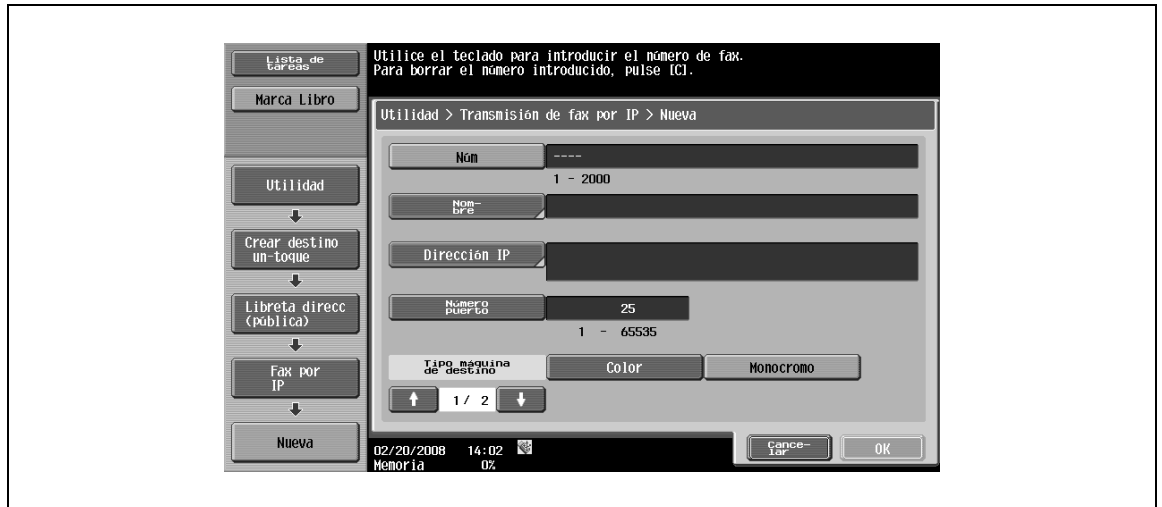 Lista de
tareas
Marca Libro
Utilidad
Crear destino
un-toque
Libreta direcc
(pública)
Fax por
IP
Nueva
Utilice el teclado para introducir el número de fax.
Para borrar el número introducido, pulse [C].
Utilidad > Transmisión de fax por IP > Nueva
Núm
----
1 - 2000
Nom-
bre
Dirección IP
Número
puerto
25
1 - 65535
Tipo máquina
de destino
Color
Monocromo
1/ 2
02/20/2008 14:02
Memoria 0%
Cance-
lar
OK